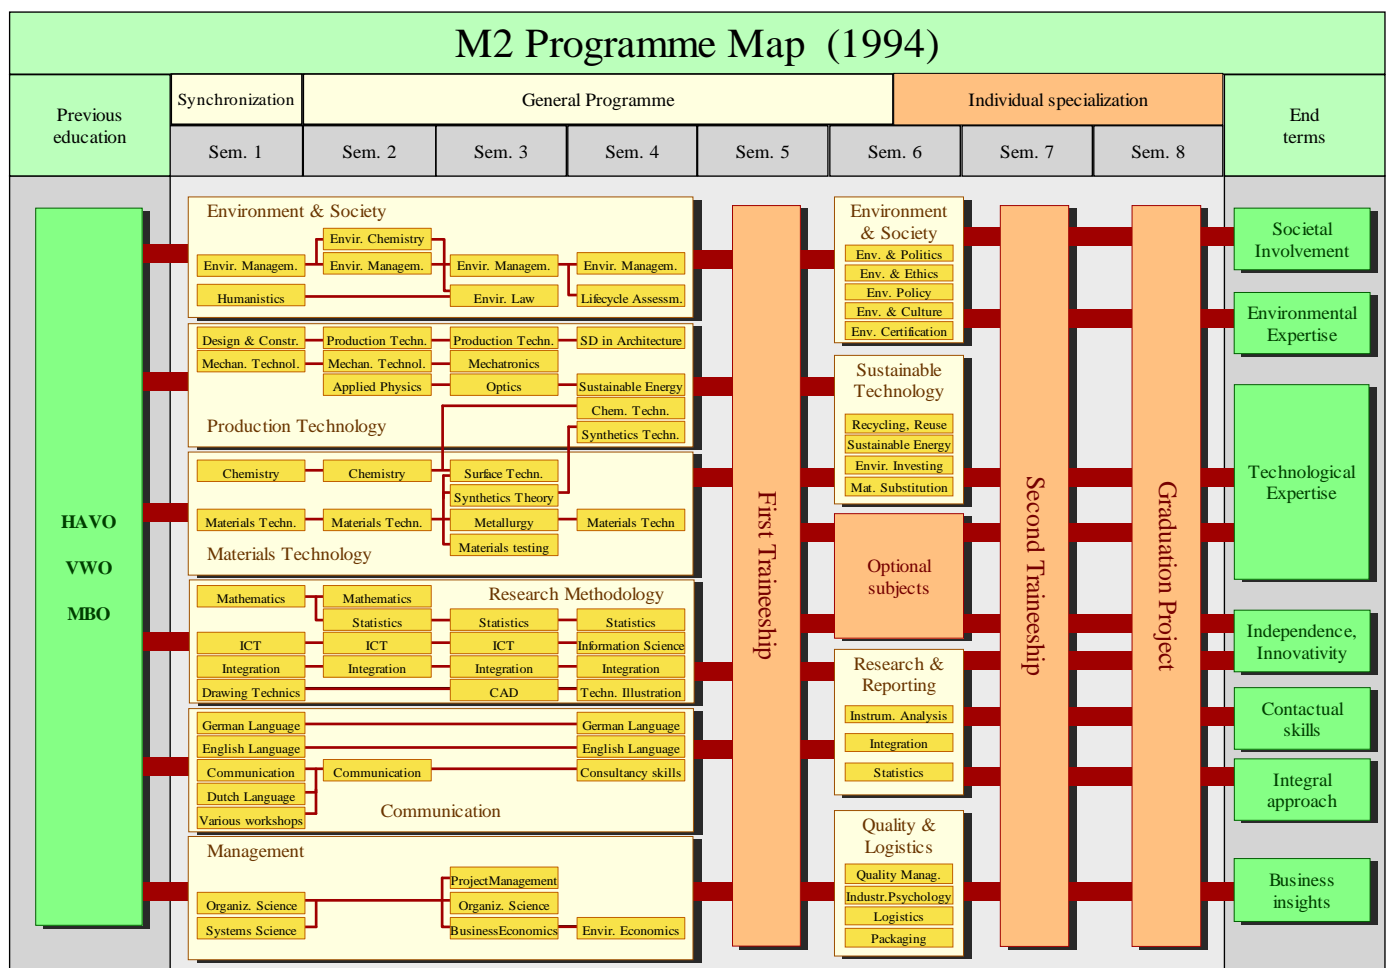 M2 Programme Map (1994)
Previous
education
Synchronization
General Programme
Individual specialization
End
terms
Sem. 1
Sem. 2
Sem. 3
Sem. 4
Sem. 5
Sem. 6
Sem. 7
Sem. 8
HAVO
VWO
MBO
Environment & Society
Envir. Chemistry
Envir. Managem.
Envir. Managem.
Envir. Managem.
Envir. Managem.
Humanistics
Envir. Law
Lifecycle Assessm.
Design & Constr.
Production Techn.
Production Techn.
SD in Architecture
Mechan. Technol.
Mechan. Technol.
Mechatronics
Applied Physics
Optics
Sustainable Energy
Chem. Techn.
Production Technology
Synthetics Techn.
Chemistry
Chemistry
Surface Techn.
Synthetics Theory
Materials Techn.
Materials Techn.
Metallurgy
Materials Techn
Materials Technology
Materials testing
Mathematics
Mathematics
Research Methodology
Statistics
Statistics
Statistics
ICT
ICT
ICT
Information Science
Integration
Integration
Integration
Integration
Drawing Technics
CAD
Techn. Illustration
German Language
German Language
English Language
English Language
Communication
Communication
Consultancy skills
Dutch Language
Various workshops
Communication
Management
ProjectManagement
Organiz. Science
Organiz. Science
Systems Science
BusinessEconomics
Envir. Economics
First Traineeship
Environment
& Society
Env. & Politics
Env. & Ethics
Env. Policy
Env. & Culture
Env. Certification
Sustainable
Technology
Recycling, Reuse
Sustainable Energy
Envir. Investing
Mat. Substitution
Optional
subjects
Research &
Reporting
Instrum. Analysis
Integration
Statistics
Quality &
Logistics
Quality Manag.
Industr.Psychology
Logistics
Packaging
Second Traineeship
Graduation Project
Societal
Involvement
Environmental
Expertise
Technological
Expertise
Independence,
Innovativity
Contactual
skills
Integral
approach
Business
insights